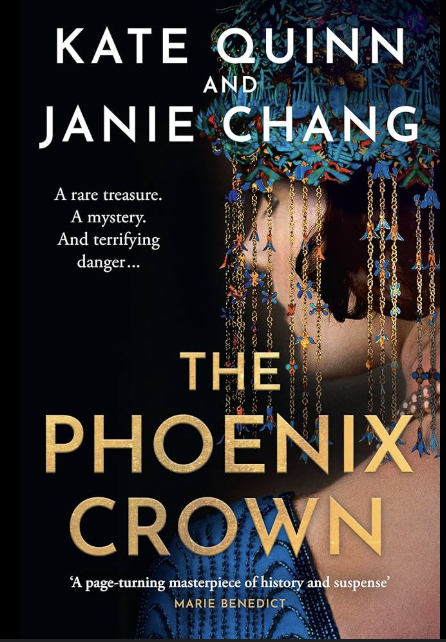 KATE QUINN
AND
JANIE CHANG
A rare treasure.
A mystery.
And terrifying
danger...
THE
PHOENIX
CROWN
‘A page-turning masterpiece of history and suspense’
MARIE BENEDICT